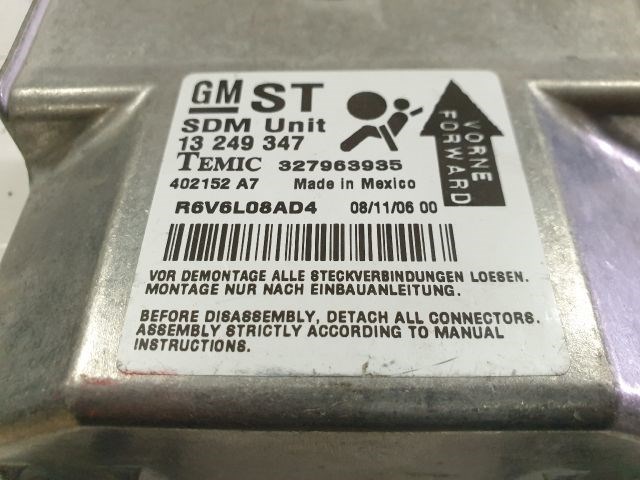 GM ST
SDM Unit
13 249 347
TEMIC 327963935
402152 A7 Made in Mexico
R6V6L08AD4 08/11/06 00
VORNE
FORWARD
VOR DEMONTAGE ALLE STECKVERBINDUNGEN LOESEN.
MONTAGE NUR NACH EINBAUANLEITUNG.
BEFORE DISASSEMBLY, DETACH ALL CONNECTORS.
ASSEMBLY STRICTLY ACCORDING TO MANUAL
INSTRUCTIONS.